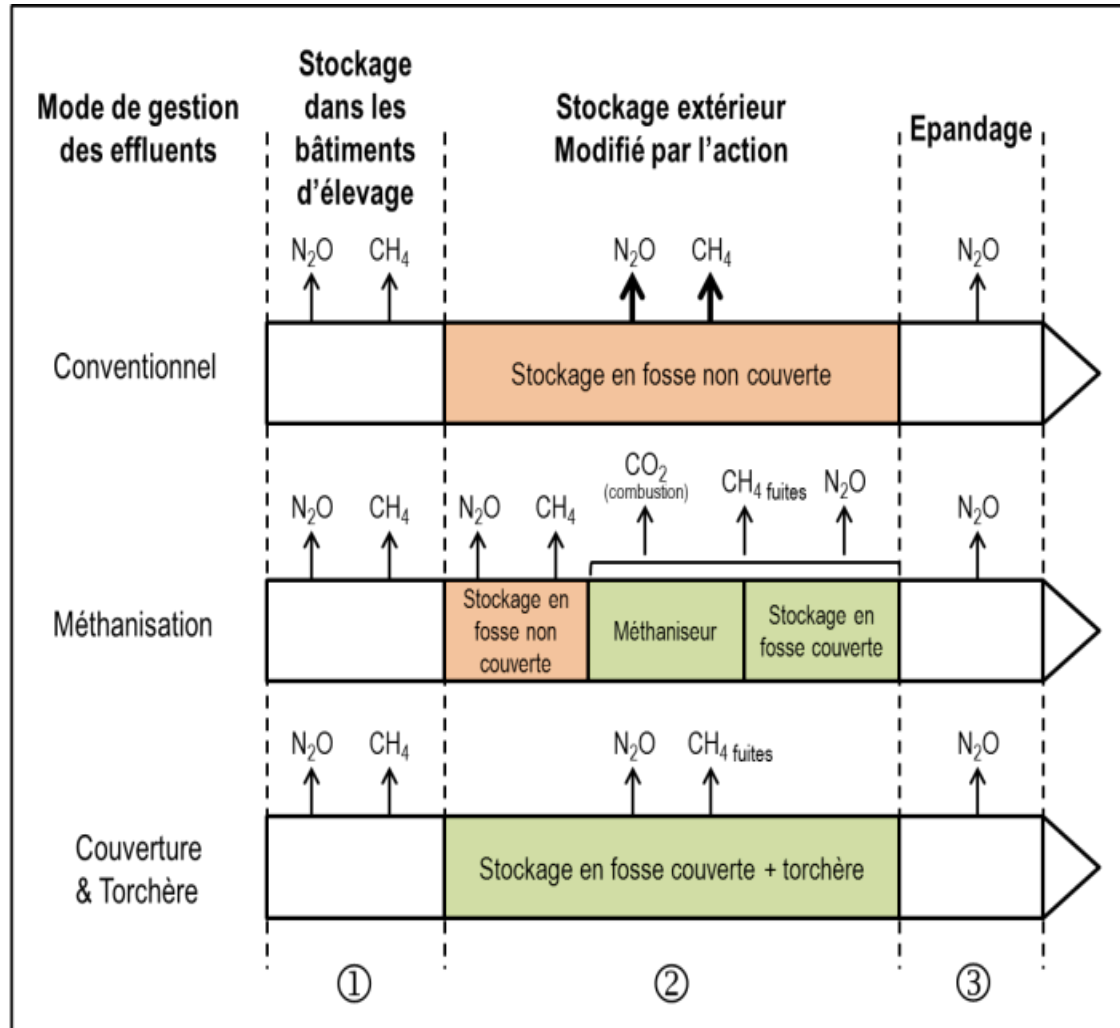 Mode de gestion
des effluents
Stockage
dans les
bâtiments
d'élevage
Stockage extérieur
Modifié par l'action
Epandage
N₂O CH₄ N₂O CH₄ N₂O
Conventionnel
Stockage en fosse non couverte
N₂O CH₄ N₂O CH₄ CO₂ (combustion) CH₄ fuites N₂O N₂O
Méthanisation
Stockage en
fosse non
couverte
Méthaniseur
Stockage en
fosse couverte
N₂O CH₄ N₂O CH₄ fuites N₂O
Couverture
& Torchère
Stockage en fosse couverte + torchère
① ② ③